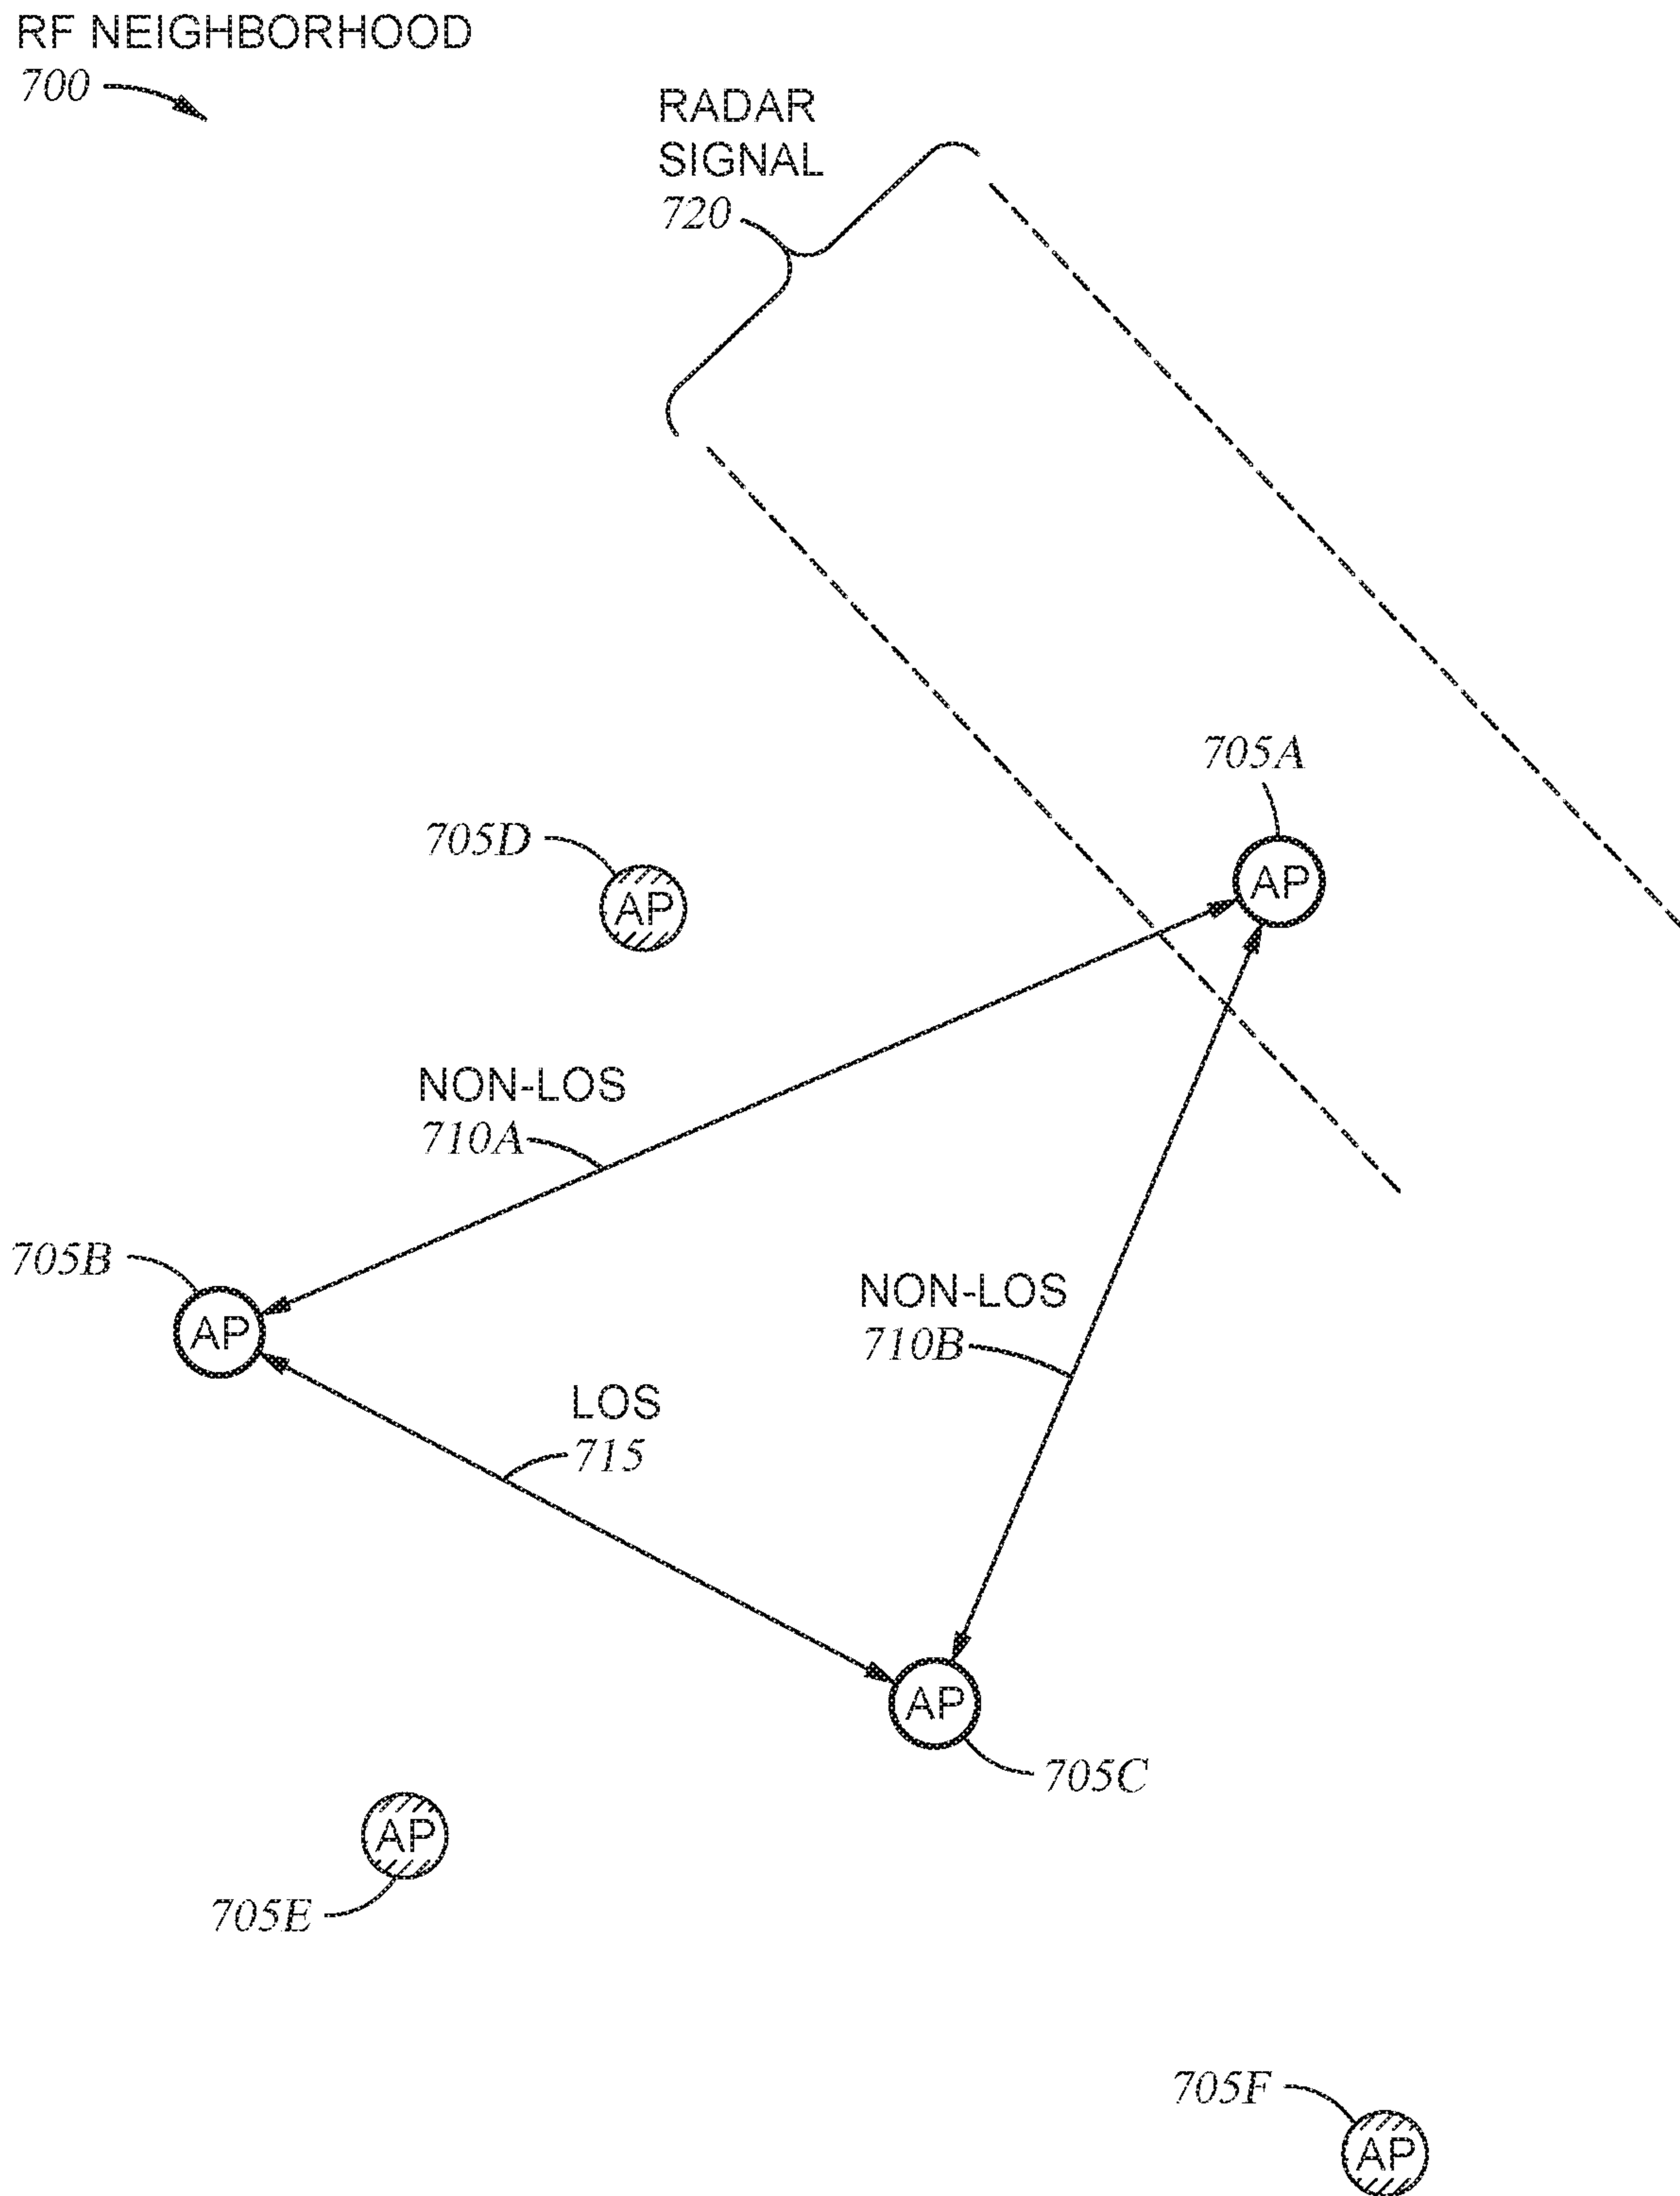 RF NEIGHBORHOOD
700
RADAR
SIGNAL
720
705A
AP
705D
AP
NON-LOS
710A
705B
AP
NON-LOS
710B
LOS
715
AP
705C
AP
705E
705F
AP